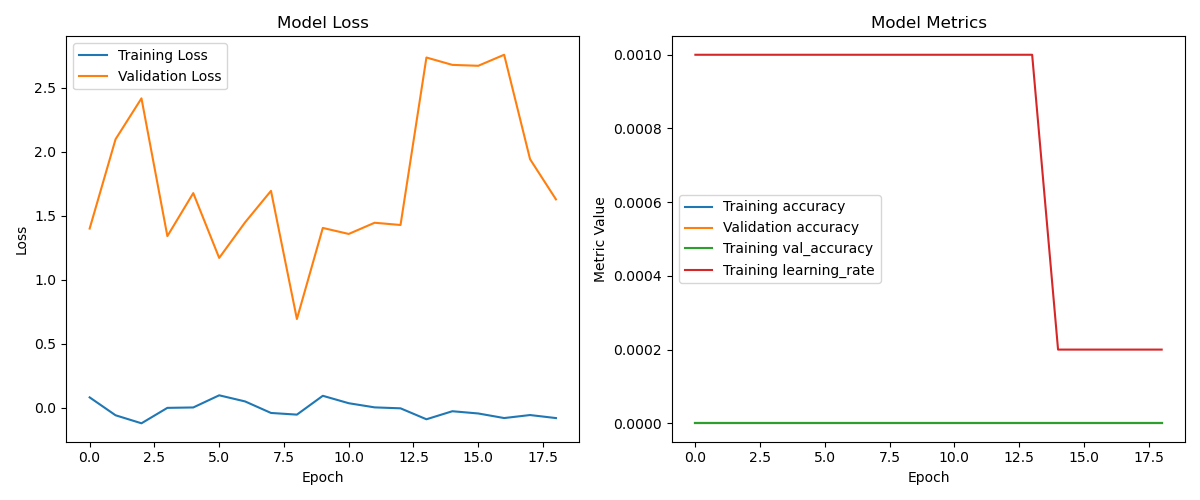 Model Loss
Training Loss
Validation Loss
2.5
2.0
1.5
1.0
0.5
0.0
Loss
0.0
2.5
5.0
7.5
10.0
12.5
15.0
17.5
Epoch
Model Metrics
0.0010
0.0008
0.0006
0.0004
0.0002
0.0000
Metric Value
Training accuracy
Validation accuracy
Training val_accuracy
Training learning_rate
0.0
2.5
5.0
7.5
10.0
12.5
15.0
17.5
Epoch